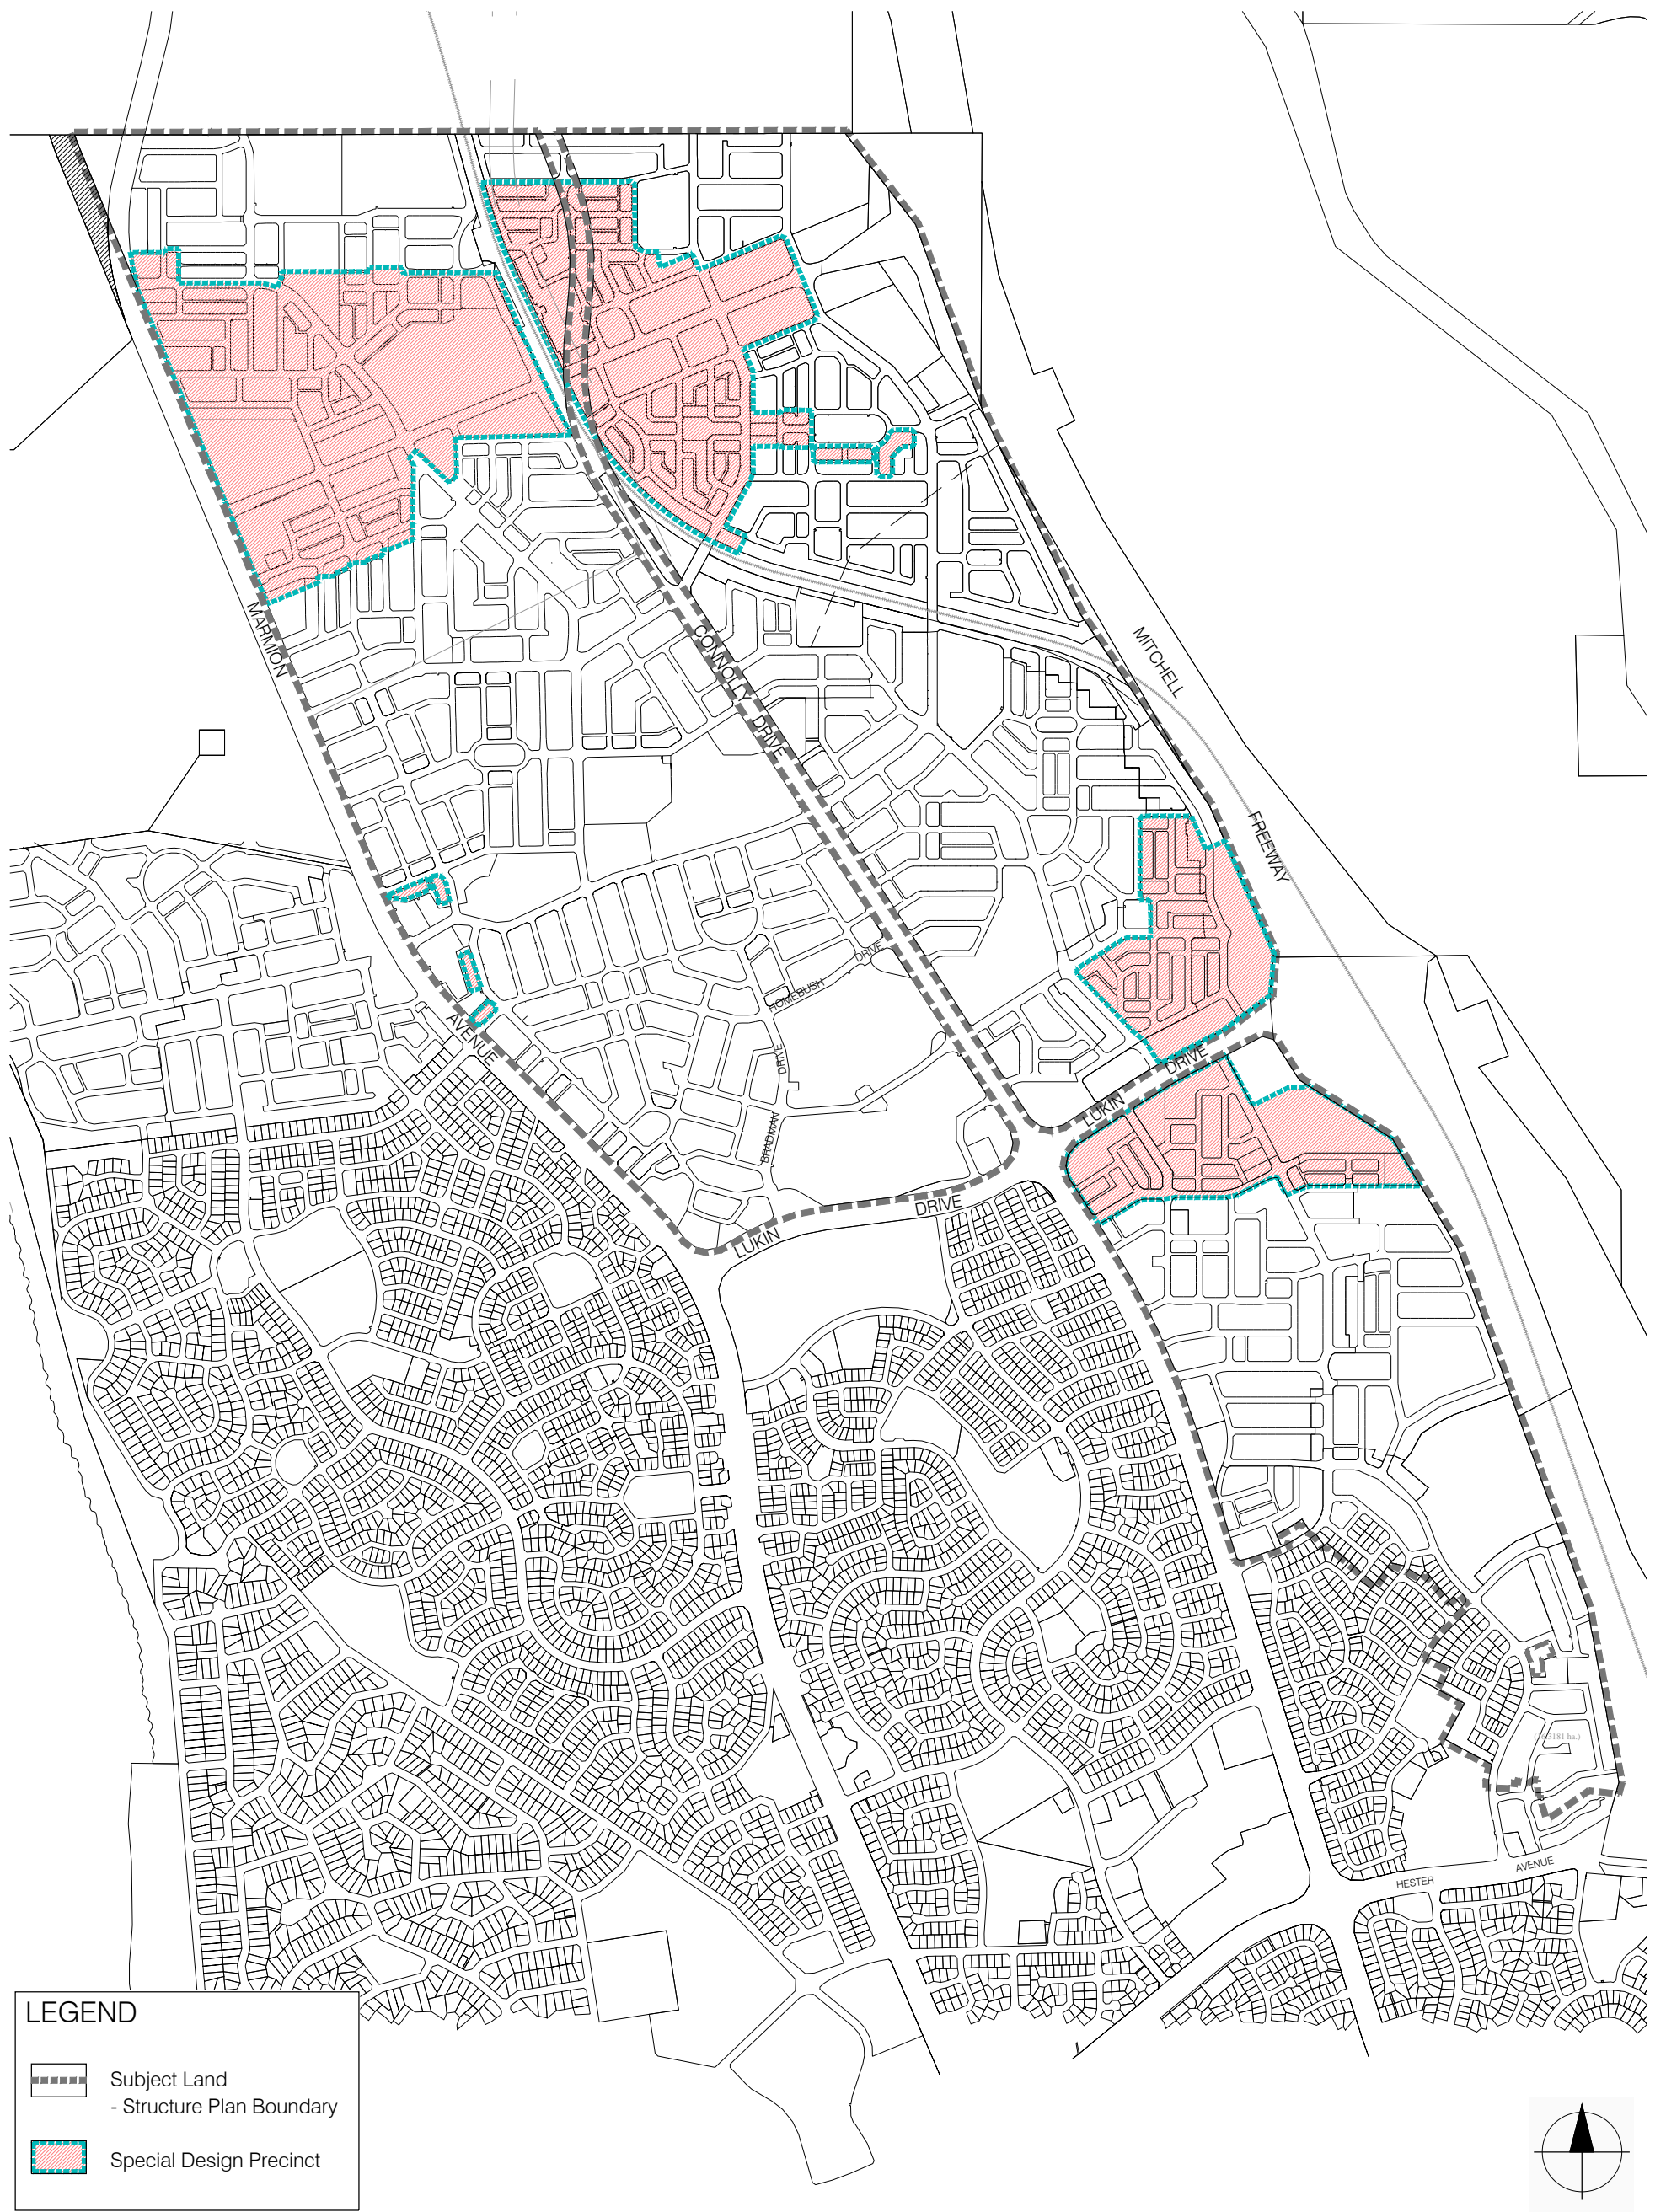 MARMION
CONNOLLY
DRIVE
MITCHELL
FREEWAY
DRIVE
HOMEBUSH
AVENUE
DRIVE
BRADMAN
DRIVE
LUKIN
DRIVE
LUKIN
AVENUE
HESTER
LEGEND
Subject Land
- Structure Plan Boundary
Special Design Precinct